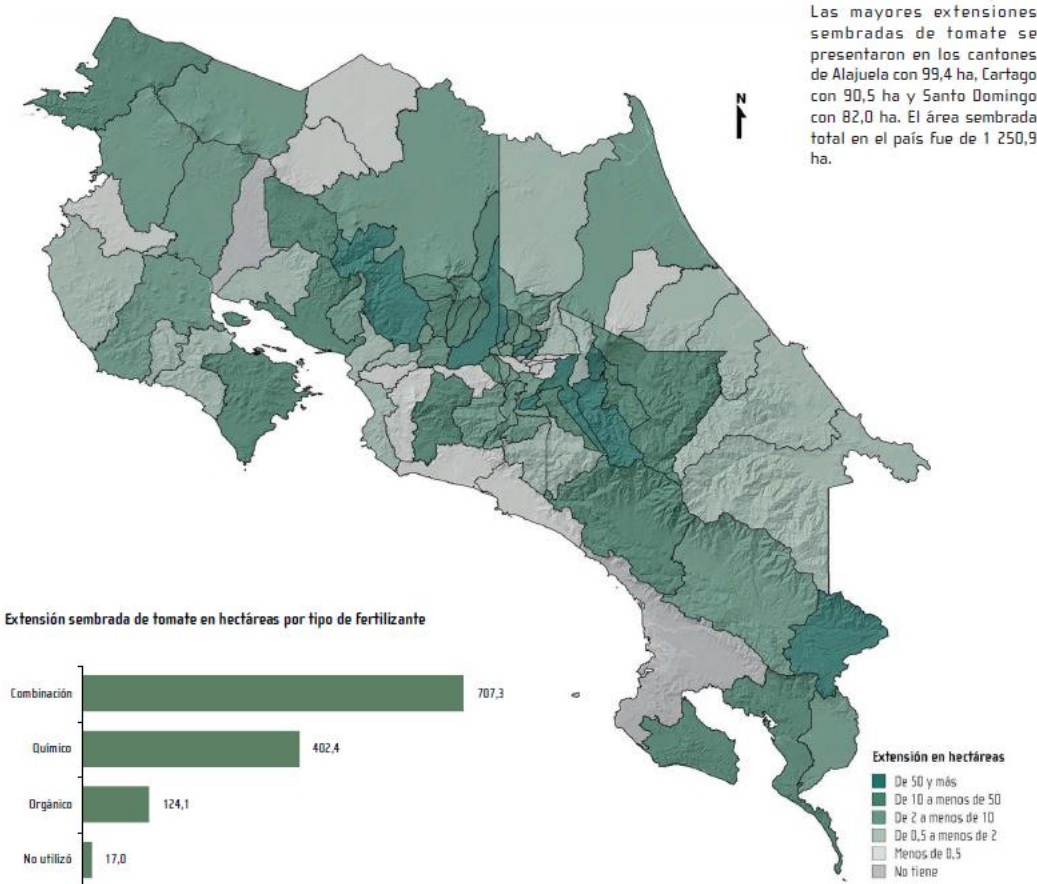 Las mayores extensiones
sembradas de tomate se
presentaron en los cantones
de Alajuela con 99,4 ha, Cartago
con 90,5 ha y Santo Domingo
con 82,0 ha. El área sembrada
total en el país fue de 1 250,9
ha.
N
Extensión sembrada de tomate en hectáreas por tipo de fertilizante
Combinación 707,3
Químico 402,4
Orgánico 124,1
No utilizó 17,0
Extensión en hectáreas
De 50 y más
De 10 a menos de 50
De 2 a menos de 10
De 0,5 a menos de 2
Menos de 0,5
No tiene